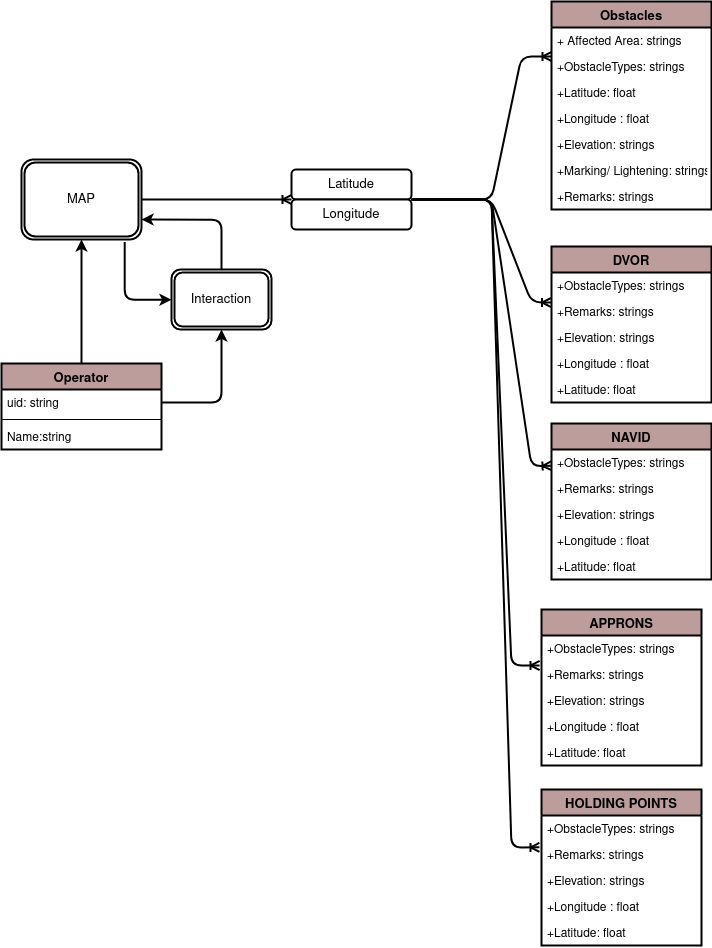 Obstacles
+ Affected Area: strings
+ObstacleTypes: strings
+Latitude: float
+Longitude : float
+Elevation: strings
+Marking/ Lightening: strings
+Remarks: strings
MAP
Latitude
Longitude
Interaction
Operator
uid: string
Name:string
DVOR
+ObstacleTypes: strings
+Remarks: strings
+Elevation: strings
+Longitude : float
+Latitude: float
NAVID
+ObstacleTypes: strings
+Remarks: strings
+Elevation: strings
+Longitude : float
+Latitude: float
APPRONS
+ObstacleTypes: strings
+Remarks: strings
+Elevation: strings
+Longitude : float
+Latitude: float
HOLDING POINTS
+ObstacleTypes: strings
+Remarks: strings
+Elevation: strings
+Longitude : float
+Latitude: float